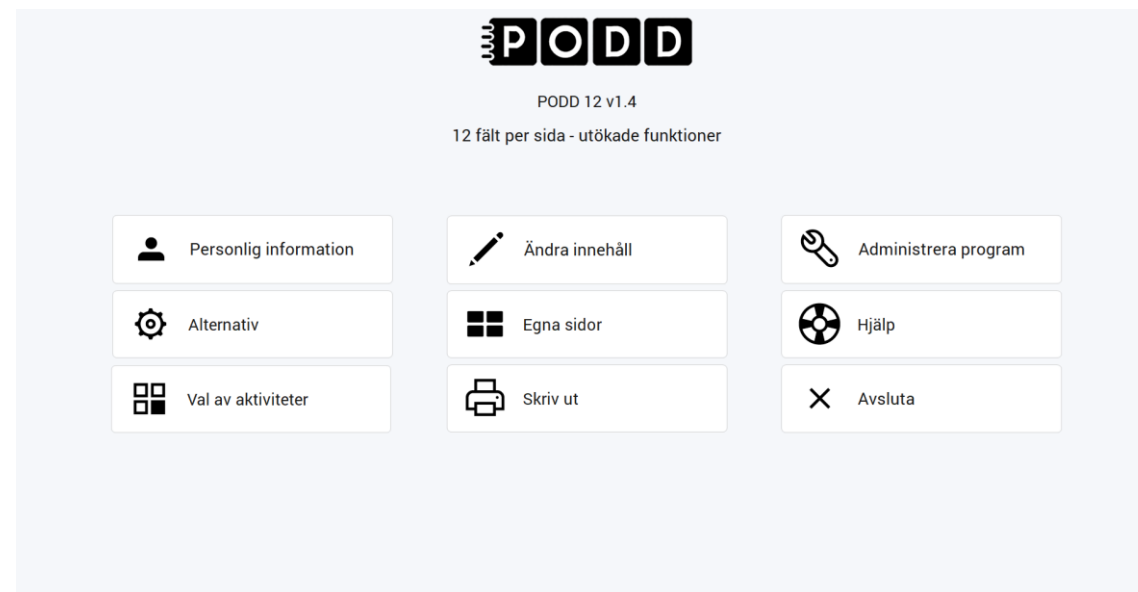 PODD
PODD 12 v1.4
12 fält per sida - utökade funktioner
Personlig information
Ändra innehåll
Administrera program
Alternativ
Egna sidor
Hjälp
Val av aktiviteter
Skriv ut
Avsluta